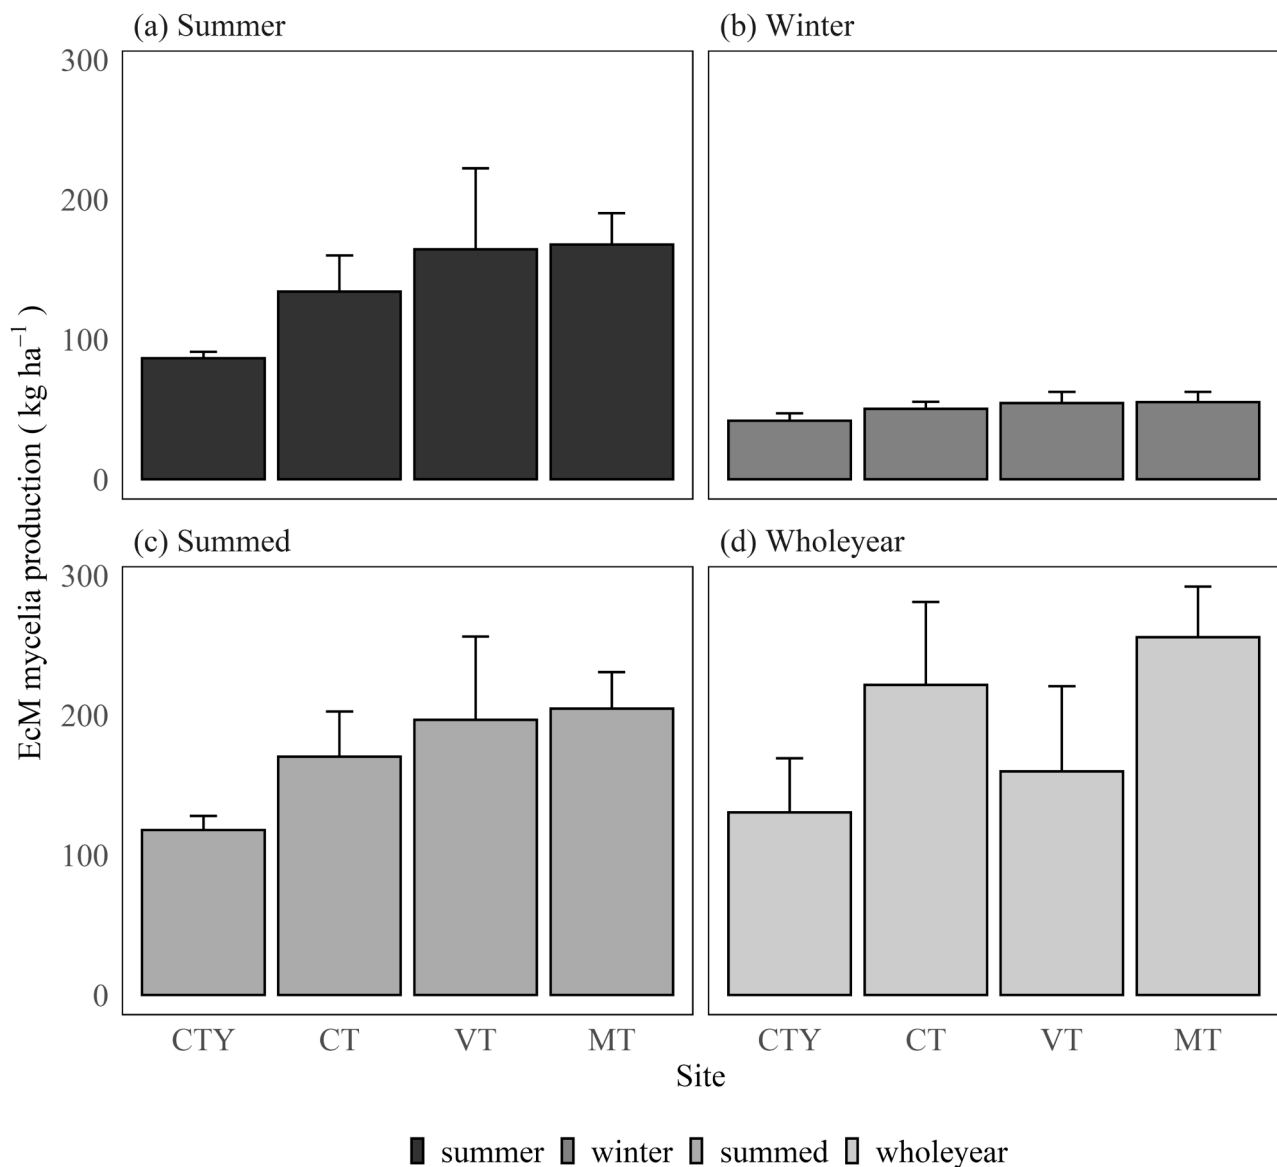 (a) Summer
(b) Winter
300
200
100
0
(c) Summed
(d) Wholeyear
300
200
100
0
EcM mycelia production ( kg ha⁻¹ )
CTY CT VT MT
CTY CT VT MT
Site
summer winter summed wholeyear